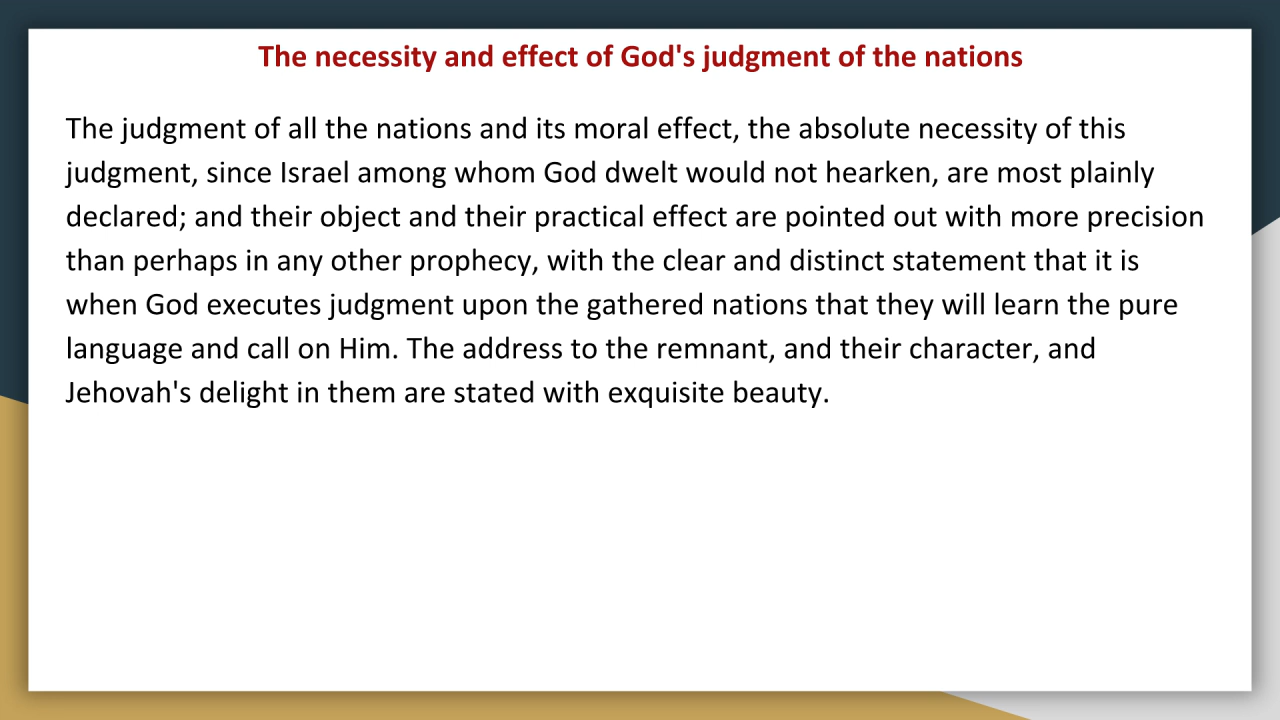 The necessity and effect of God's judgment of the nations
The judgment of all the nations and its moral effect, the absolute necessity of this
judgment, since Israel among whom God dwelt would not hearken, are most plainly
declared; and their object and their practical effect are pointed out with more precision
than perhaps in any other prophecy, with the clear and distinct statement that it is
when God executes judgment upon the gathered nations that they will learn the pure
language and call on Him. The address to the remnant, and their character, and
Jehovah's delight in them are stated with exquisite beauty.